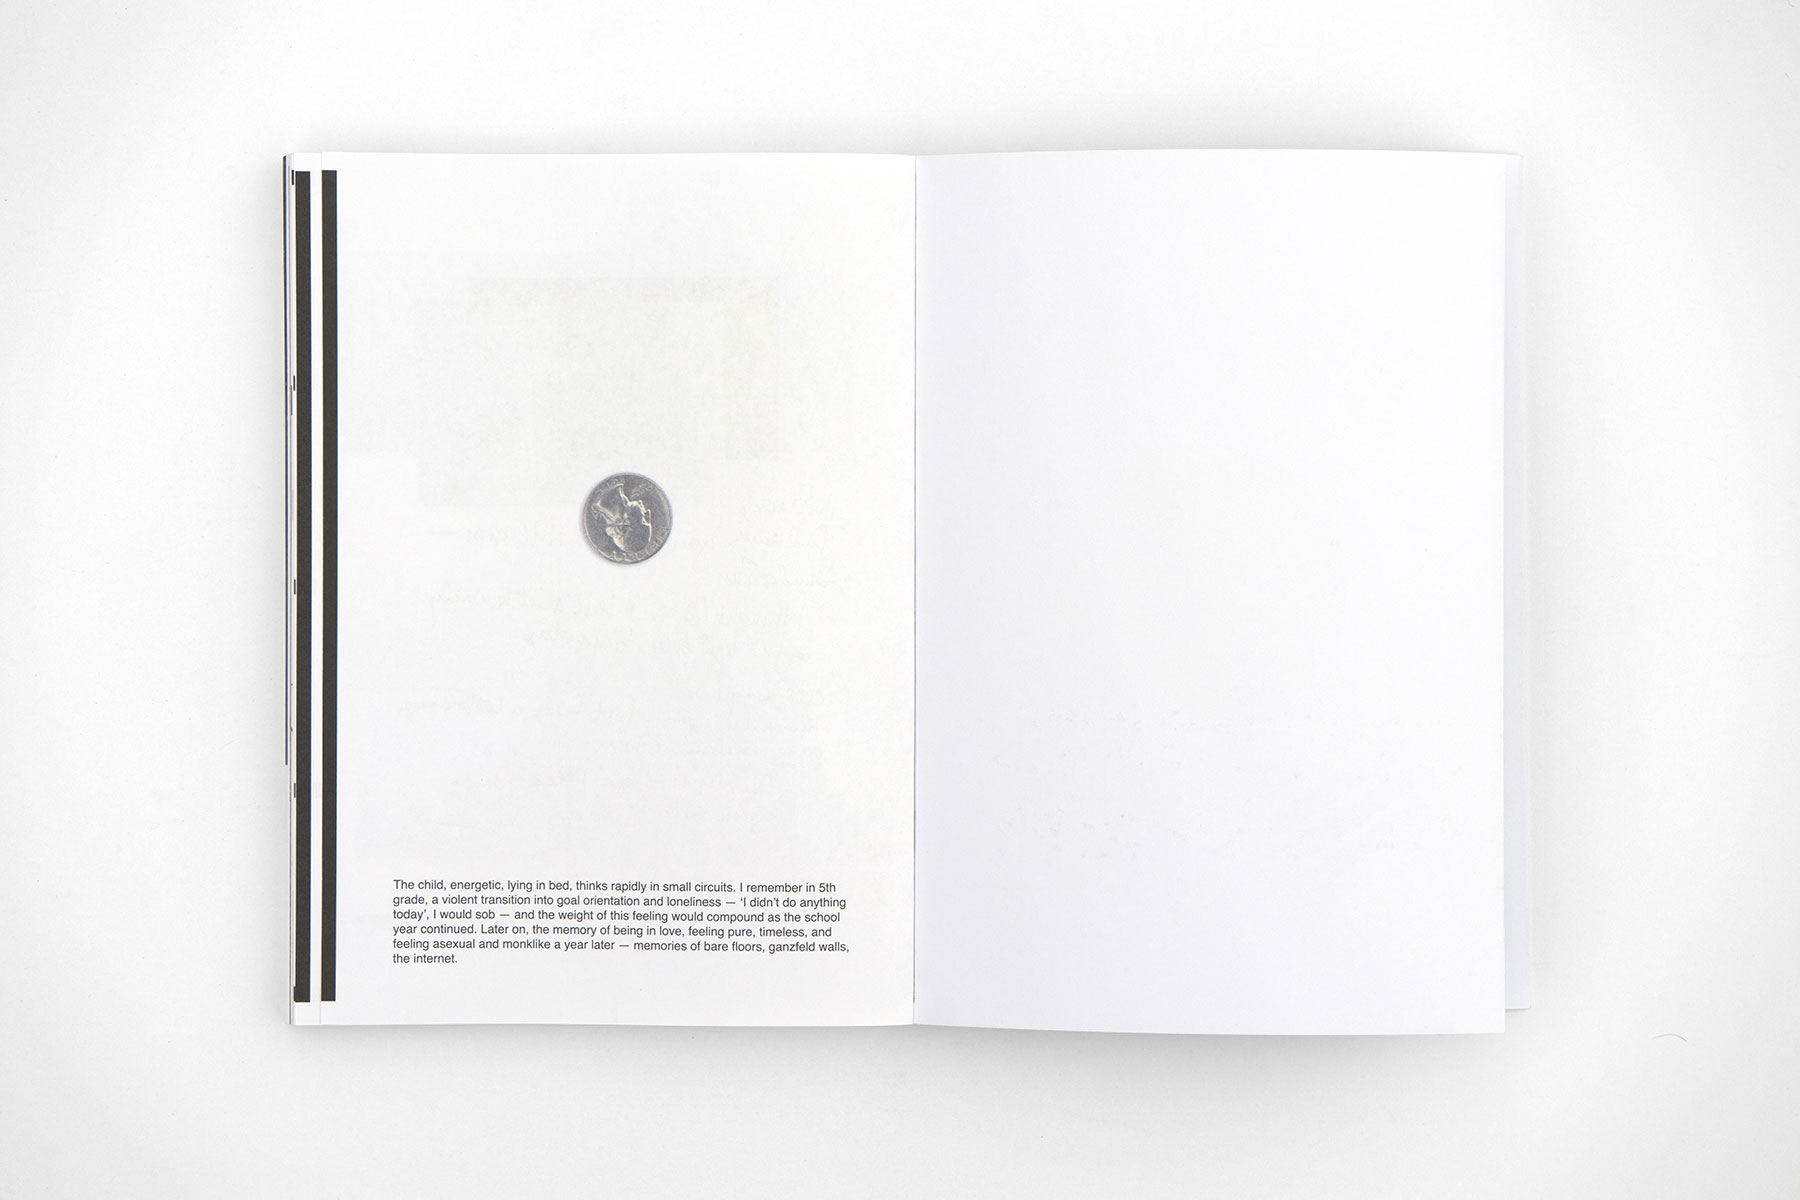 The child, energetic, lying in bed, thinks rapidly in small circuits. I remember in 5th
grade, a violent transition into goal orientation and loneliness — ‘I didn’t do anything
today’, I would sob — and the weight of this feeling would compound as the school
year continued. Later on, the memory of being in love, feeling pure, timeless, and
feeling asexual and monklike a year later — memories of bare floors, ganzfeld walls,
the internet.